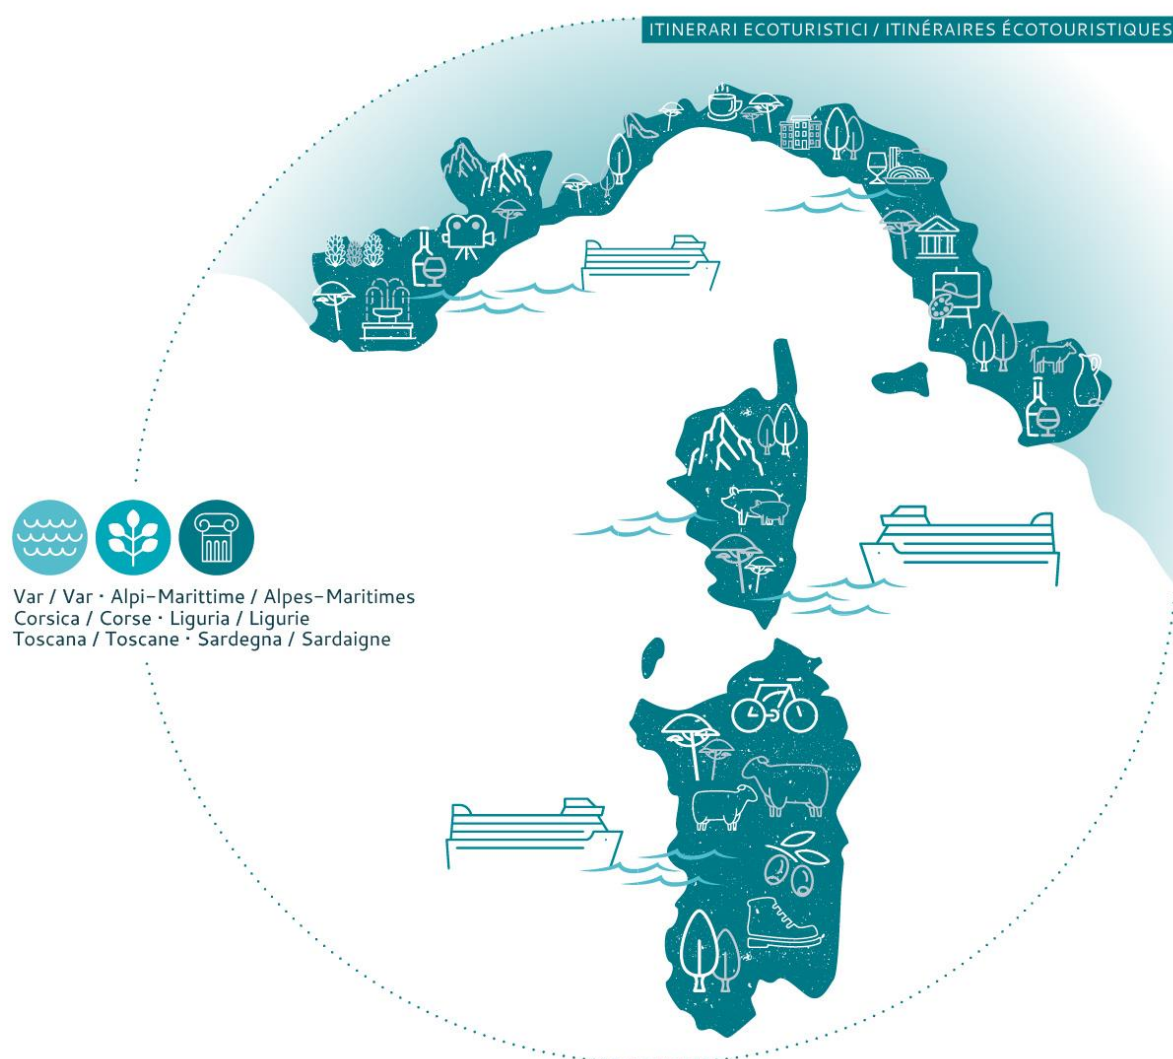 ITINERARI ECOTURISTICI / ITINÉRAIRES ÉCOTOURISTIQUES
Var / Var · Alpi-Marittime / Alpes-Maritimes
Corsica / Corse · Liguria / Ligurie
Toscana / Toscane · Sardegna / Sardaigne